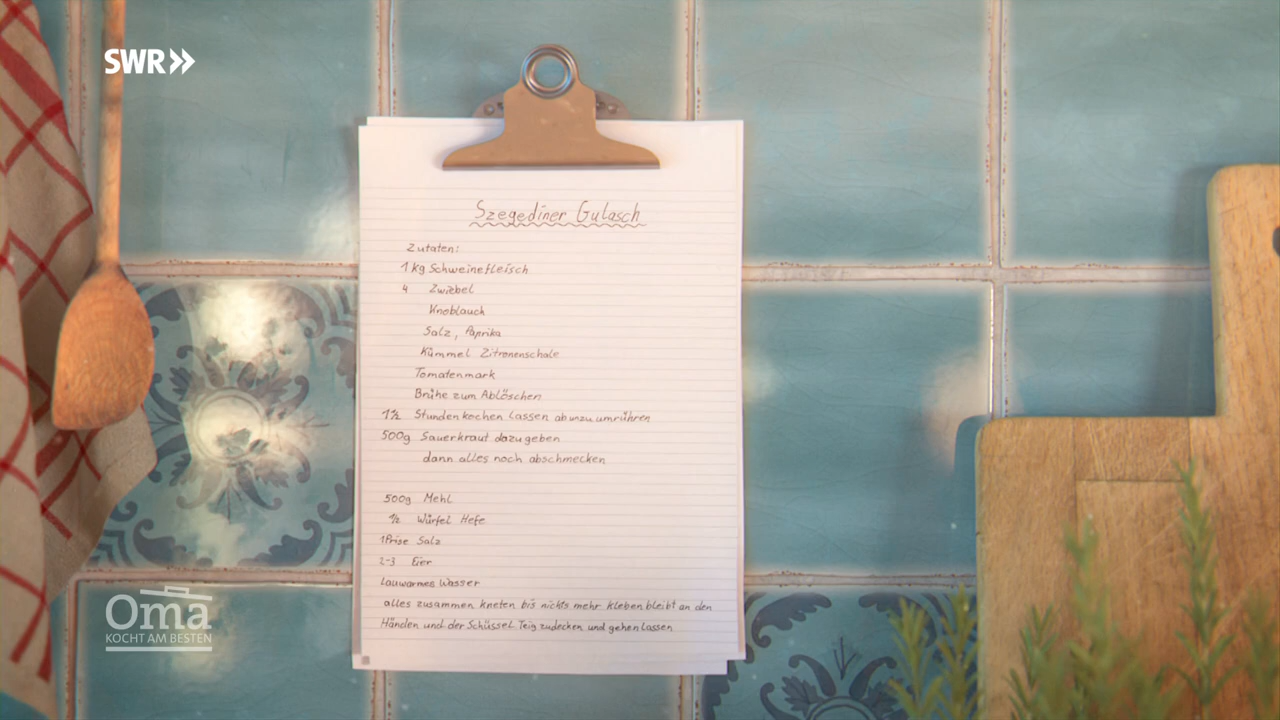 SWR
Szegediner Gulasch
Zutaten:
1 kg Schweinefleisch
4 Zwiebel
Knoblauch
Salz, Paprika
Kümmel Zitronenschale
Tomatenmark
Brühe zum Ablöschen
1½ Stunden kochen lassen ab u. zu umrühren
500g Sauerkraut dazugeben
dann alles noch abschmecken
500g Mehl
½ Würfel Hefe
1 Prise Salz
2-3 Eier
lauwarmes Wasser
alles zusammen kneten bis nichts mehr kleben bleibt an den
Händen und der Schüssel Teig zudecken und gehen lassen
Oma
KOCHT AM BESTEN